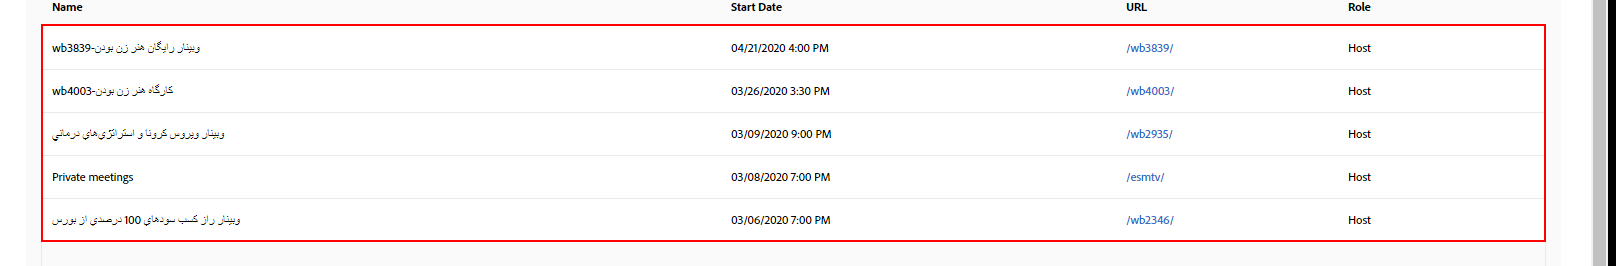 Name Start Date URL Role
wb3839-وبینار رایگان هنر زن بودن 04/21/2020 4:00 PM /wb3839/ Host
wb4003-کارگاه هنر زن بودن 03/26/2020 3:30 PM /wb4003/ Host
وبینار ویروس کرونا و استراتژی‌های درمانی 03/09/2020 9:00 PM /wb2935/ Host
Private meetings 03/08/2020 7:00 PM /esmtv/ Host
وبینار راز کسب سودهای 100 درصدی از بورس 03/06/2020 7:00 PM /wb2346/ Host